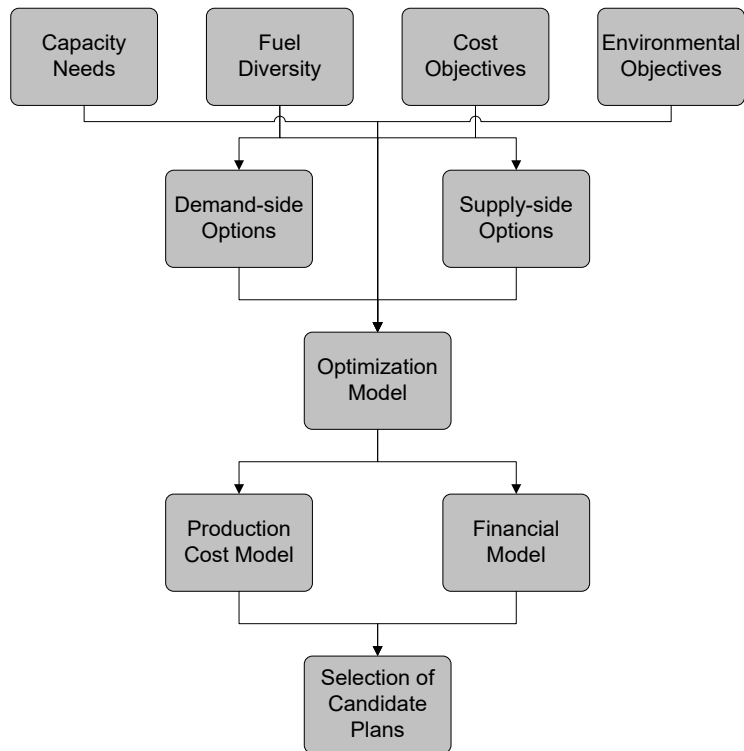 Capacity
Needs
Fuel
Diversity
Cost
Objectives
Environmental
Objectives
Demand-side
Options
Supply-side
Options
Optimization
Model
Production
Cost Model
Financial
Model
Selection of
Candidate
Plans